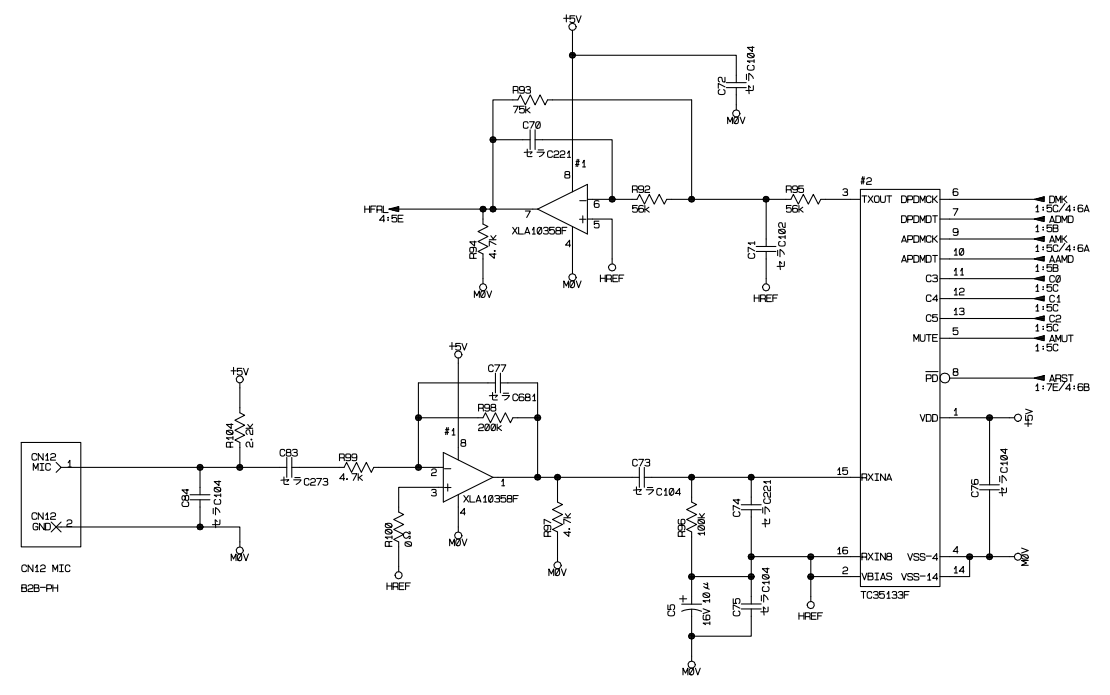 +5V
C72
セラC104
M0V
R93
75k
C70
セラC221
#1
8
HFRL
4:5E
7
6
5
4
XLA10358F
R94
4.7k
M0V
M0V
HREF
R92
56k
R95
56k
C71
セラC102
HREF
#2
3
TXOUT
DPDMCK
6
DMK
1:5C/4:6A
DPDMDT
7
ADMD
1:5B
APDMCK
9
AMK
1:5C/4:6A
APDMDT
10
AAMD
1:5B
C3
11
C0
1:5C
C4
12
C1
1:5C
C5
13
C2
1:5C
MUTE
5
AMUT
1:5C
PD
8
ARST
1:7E/4:6B
VDD
1
+5V
C76
セラC104
15
RXINA
16
RXINB
VSS-4
4
M0V
2
VBIAS
VSS-14
14
TC35133F
HREF
+5V
R104
2.2k
CN12
MIC
1
CN12
GND
2
CN12 MIC
B2B-PH
C84
セラC104
M0V
C83
セラC273
R99
4.7k
+5V
C77
セラC681
R98
200k
#1
8
2
3
1
4
XLA10358F
R100
0Ω
HREF
M0V
R97
4.7k
M0V
C73
セラC104
R96
100k
C74
セラC221
C5
+
16V 10μ
C75
セラC104
M0V